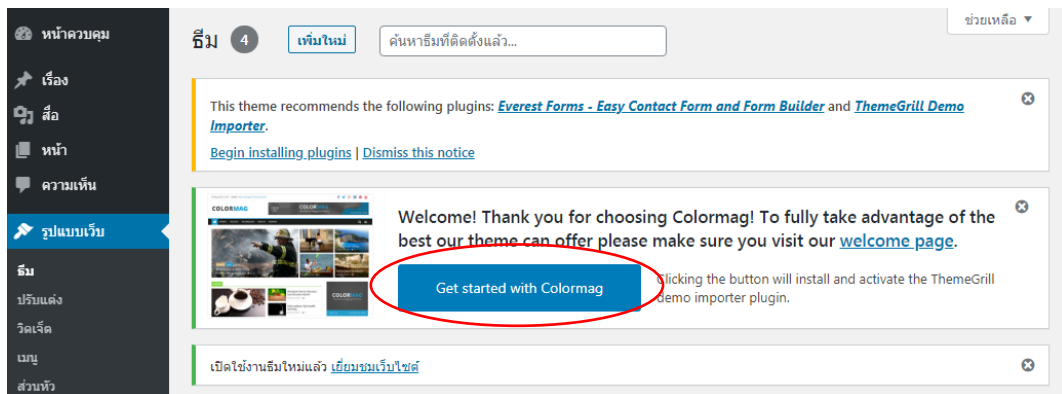 หน้าควบคุม
เรื่อง
สื่อ
หน้า
ความเห็น
รูปแบบเว็บ
ธีม
ปรับแต่ง
วิดเจ็ต
เมนู
ส่วนหัว
ช่วยเหลือ
ธีม 4 เพิ่มใหม่ ค้นหาธีมที่ติดตั้งแล้ว...
This theme recommends the following plugins: Everest Forms - Easy Contact Form and Form Builder and ThemeGrill Demo
Importer.
Begin installing plugins | Dismiss this notice
COLORMAG
Welcome! Thank you for choosing Colormag! To fully take advantage of the
best our theme can offer please make sure you visit our welcome page.
Get started with Colormag
Clicking the button will install and activate the ThemeGrill
demo importer plugin.
เปิดใช้งานธีมใหม่แล้ว เยี่ยมชมเว็บไซต์